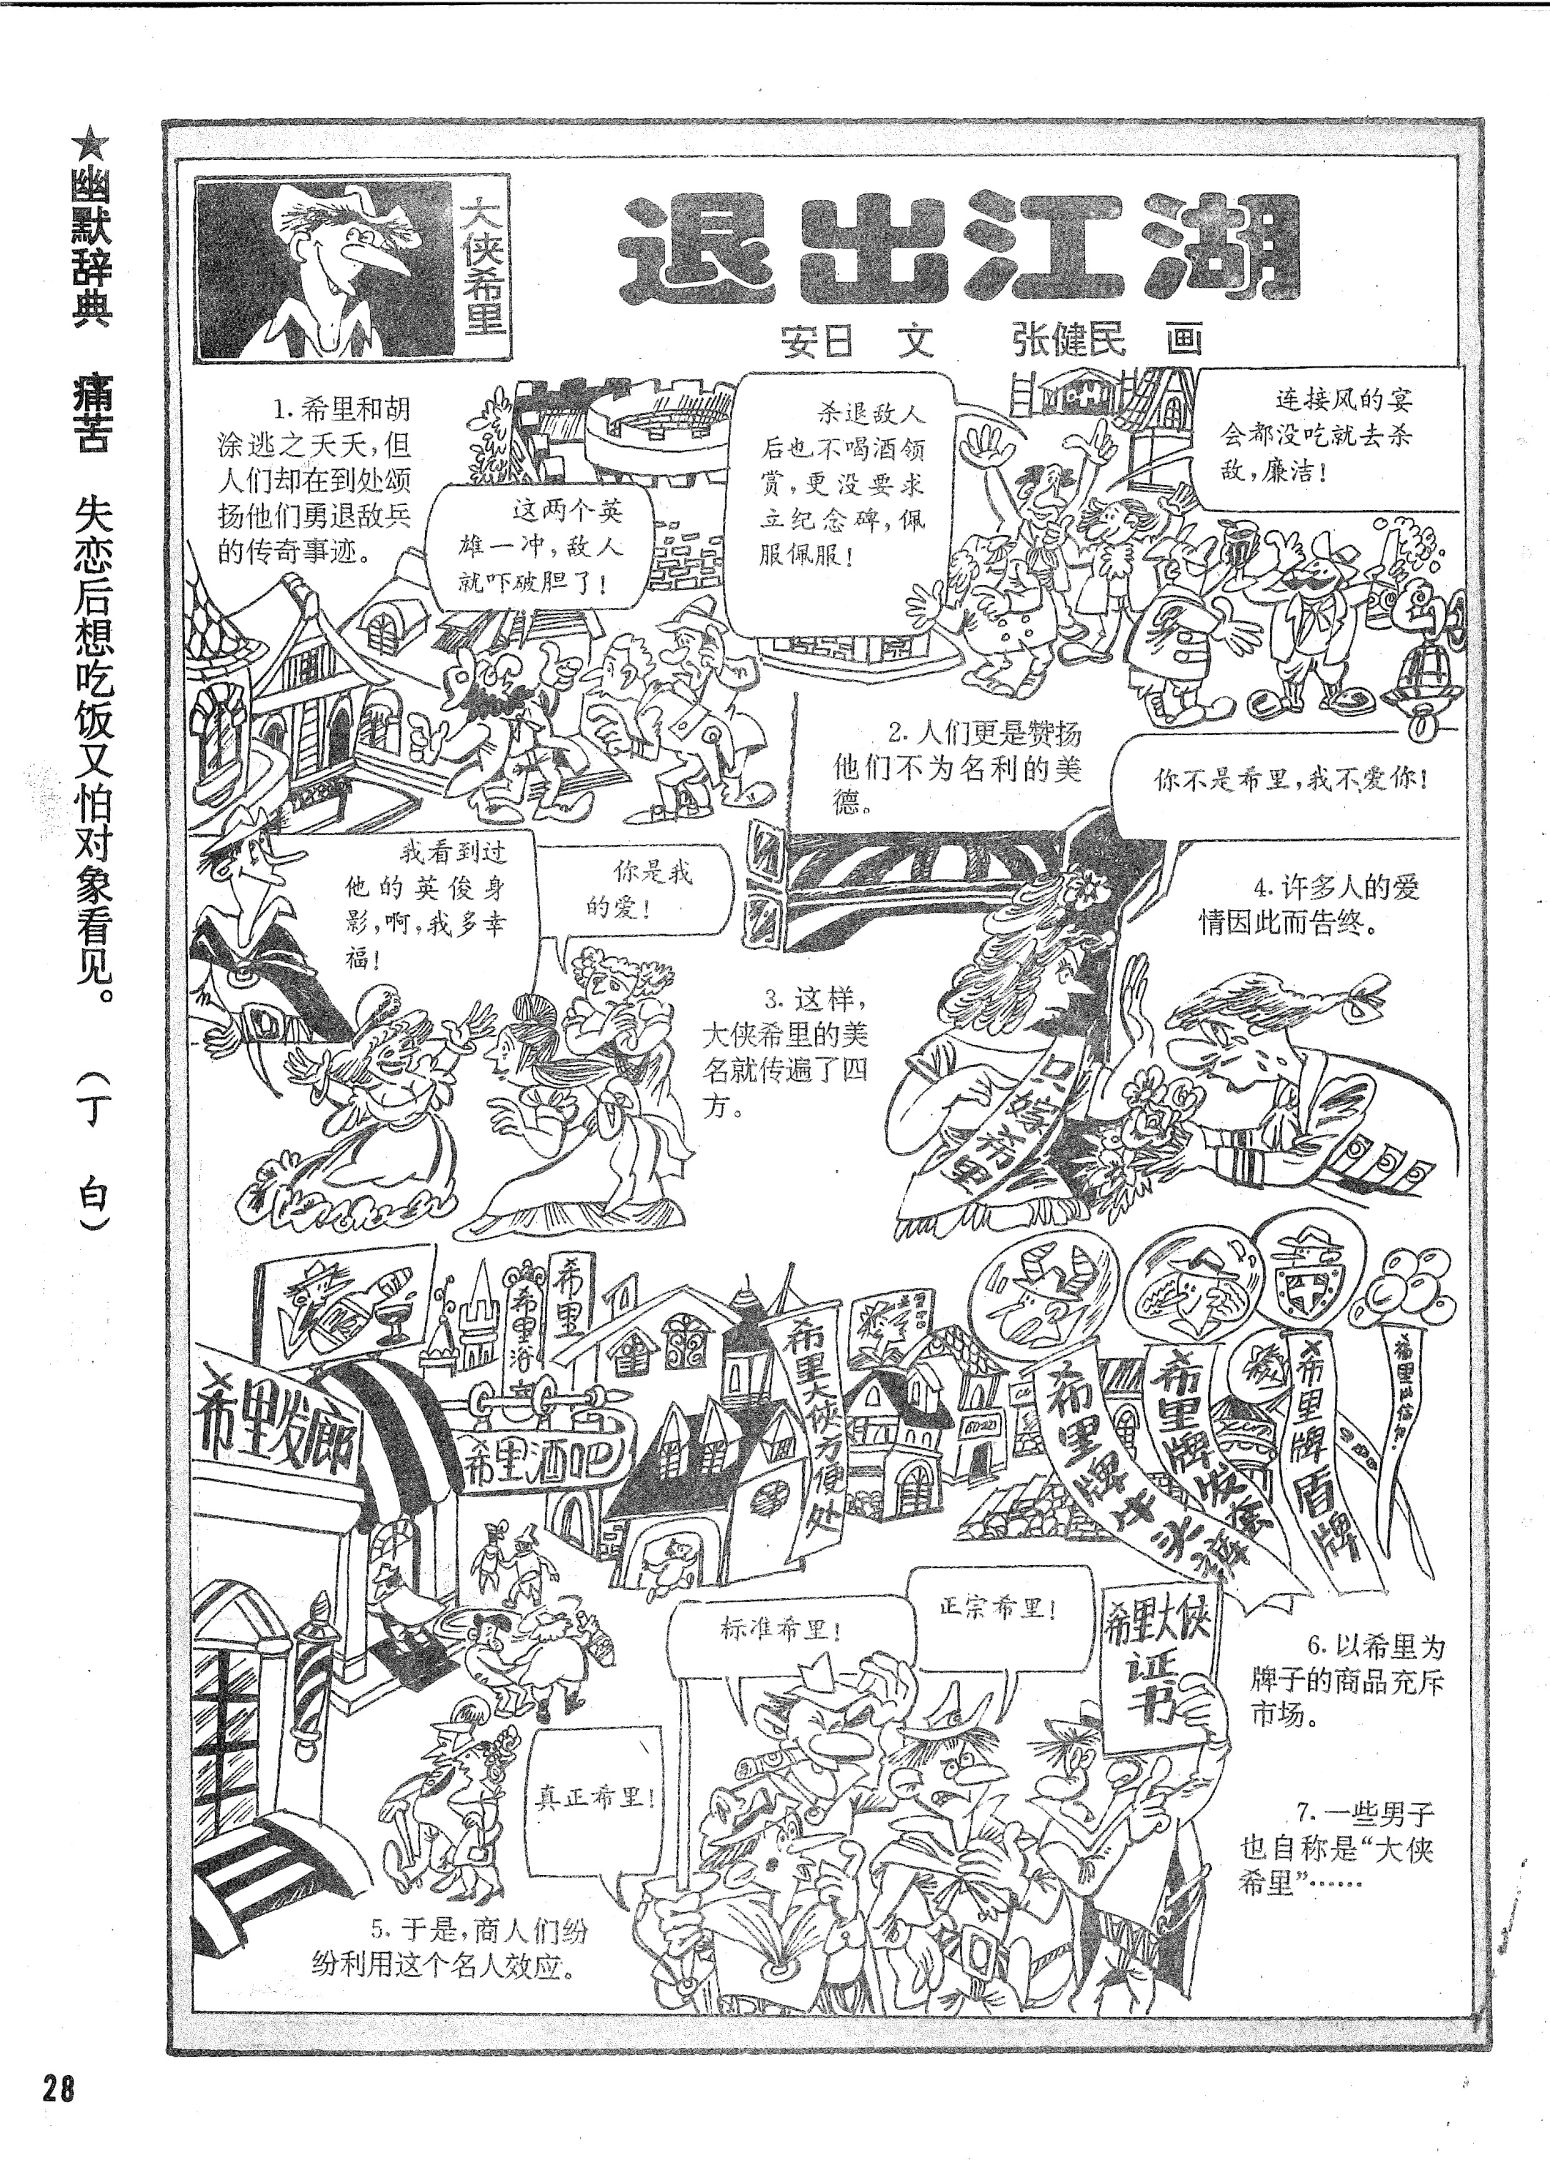 ★幽默辞典 痛苦 失恋后想吃饭又怕对象看见。 （丁 白）
大侠希里
退出江湖
安日 文 张健民 画
1. 希里和胡
涂逃之夭夭，但
人们却在到处颂
扬他们勇退敌兵
的传奇事迹。
这两个英
雄一冲，敌人
就吓破胆了！
杀退敌人
后也不喝酒领
赏，更没要求
立纪念碑，佩
服佩服！
连接风的宴
会都没吃就去杀
敌，廉洁！
2. 人们更是赞扬
他们不为名利的美
德。
我看到过
他的英俊身
影，啊，我多幸
福！
你是我
的爱！
3. 这样，
大侠希里的美
名就传遍了四
方。
你不是希里，我不爱你！
4. 许多人的爱
情因此而告终。
只嫁希里
希里发廊
希里浴
希里
希里酒吧
希里大侠方便处
希里牌牛头
希里牌
希里牌盾牌
希里
真正希里！
5. 于是，商人们纷
纷利用这个名人效应。
标准希里！
正宗希里！
希里大侠
证
书
6. 以希里为
牌子的商品充斥
市场。
7. 一些男子
也自称是“大侠
希里”……
28